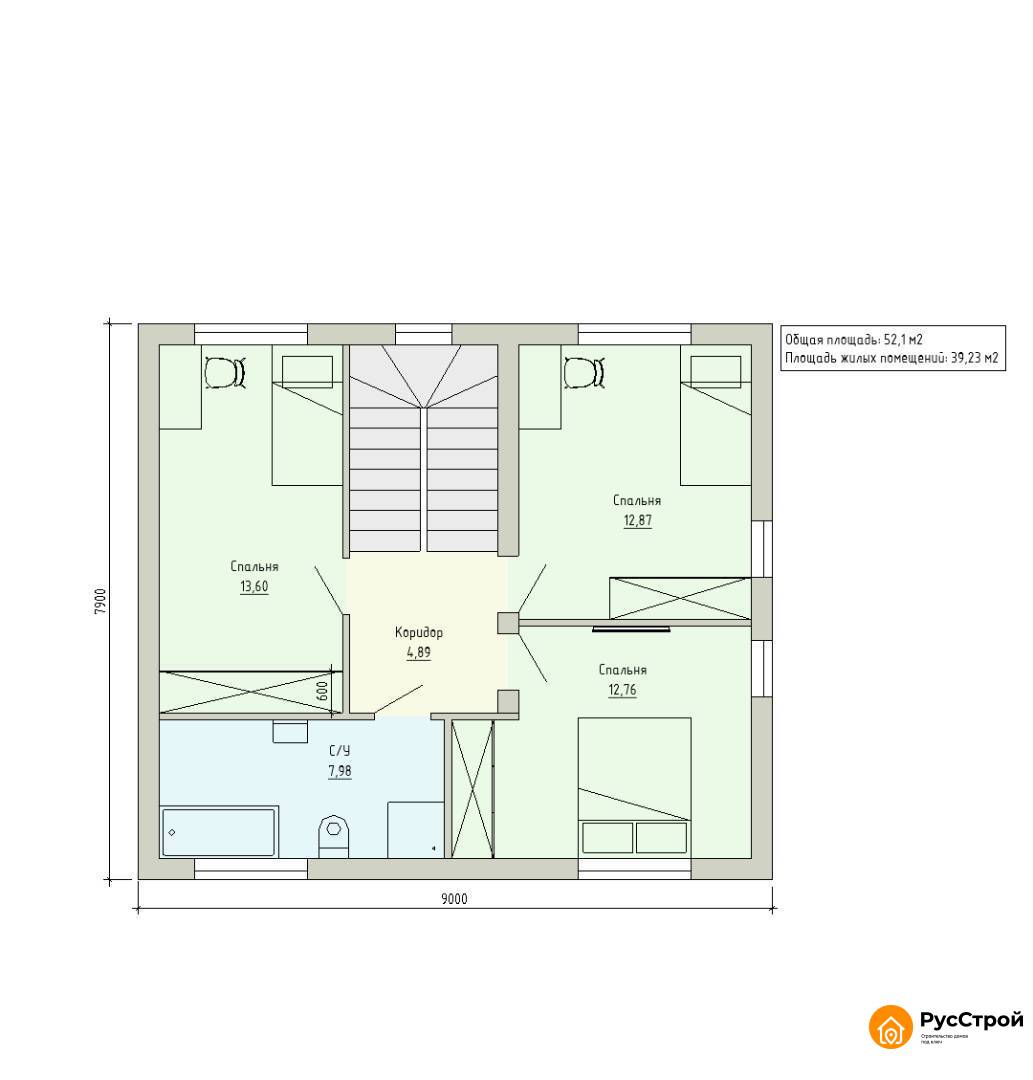 Общая площадь: 52,1 м2
Площадь жилых помещений: 39,23 м2
Спальня
12,87
Спальня
13,60
7900
Коридор
4,89
Спальня
12,76
600
С/У
7,98
9000
РусСтрой
Строительство домов
под ключ